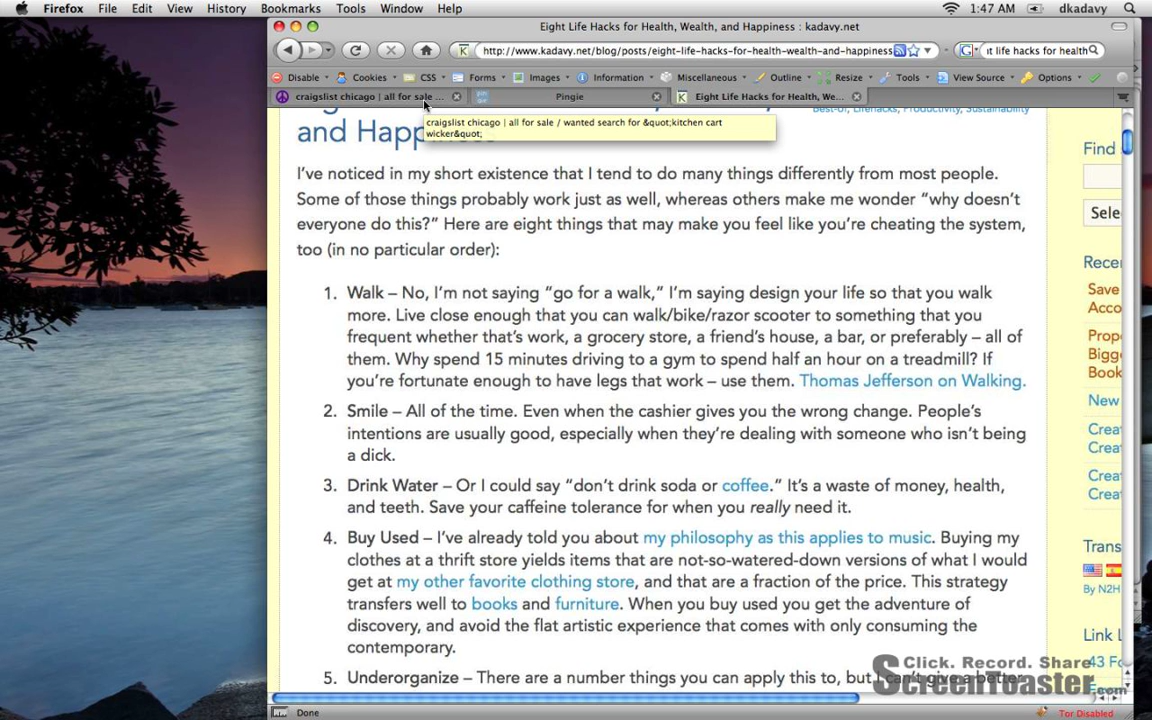 Firefox File Edit View History Bookmarks Tools Window Help 1:47 AM dkadavy
Eight Life Hacks for Health, Wealth, and Happiness : kadavy.net
http://www.kadavy.net/blog/posts/eight-life-hacks-for-health-wealth-and-happiness life hacks for health
Disable Cookies CSS Forms Images Information Miscellaneous Outline Resize Tools View Source Options
craigslist chicago | all for sale ... Pingie Eight Life Hacks for Health, We...
Best-of, Lifehacks, Productivity, Sustainability
craigslist chicago | all for sale / wanted search for &quot;kitchen cart
wicker&quot;
and Happiness
Find
I've noticed in my short existence that I tend to do many things differently from most people.
Some of those things probably work just as well, whereas others make me wonder “why doesn't
everyone do this?” Here are eight things that may make you feel like you're cheating the system,
too (in no particular order):
Sele
Recen
Save
Acco
Prop
Bigg
Book
New
Crea
Crea
Crea
Crea
1. Walk – No, I'm not saying “go for a walk,” I'm saying design your life so that you walk
more. Live close enough that you can walk/bike/razor scooter to something that you
frequent whether that's work, a grocery store, a friend's house, a bar, or preferably – all of
them. Why spend 15 minutes driving to a gym to spend half an hour on a treadmill? If
you're fortunate enough to have legs that work – use them. Thomas Jefferson on Walking.
2. Smile – All of the time. Even when the cashier gives you the wrong change. People's
intentions are usually good, especially when they're dealing with someone who isn't being
a dick.
3. Drink Water – Or I could say “don't drink soda or coffee.” It's a waste of money, health,
and teeth. Save your caffeine tolerance for when you really need it.
4. Buy Used – I've already told you about my philosophy as this applies to music. Buying my
clothes at a thrift store yields items that are not-so-watered-down versions of what I would
get at my other favorite clothing store, and that are a fraction of the price. This strategy
transfers well to books and furniture. When you buy used you get the adventure of
discovery, and avoid the flat artistic experience that comes with only consuming the
contemporary.
5. Underorganize – There are a number things you can apply this to, but I can't give a better
Trans
By N2H
Link L
43 Fo
Click. Record. Share
ScreenToaster.com
Done Tor Disabled